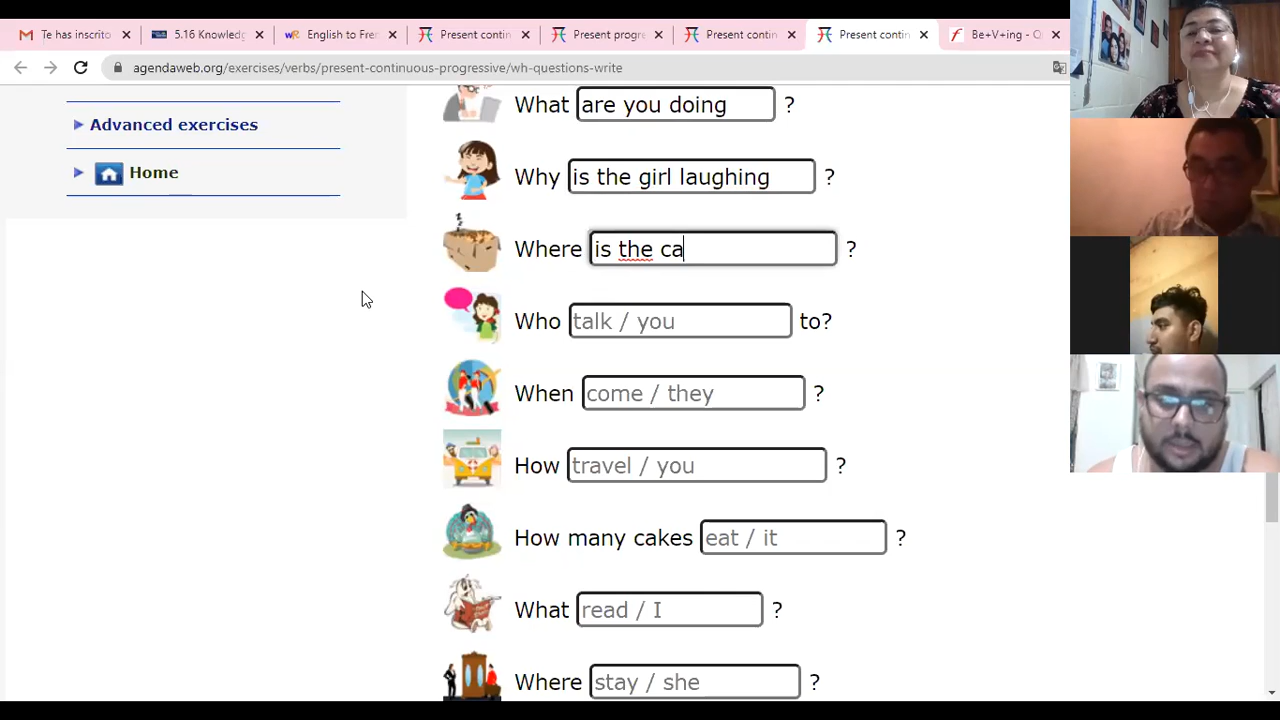 Te has inscrito
5.16 Knowledg
English to Fre
Present contin
Present progre
Present contin
Present contin
Be+V+ing - O
agendaweb.org/exercises/verbs/present-continuous-progressive/wh-questions-write
Advanced exercises
Home
What are you doing ?
Why is the girl laughing ?
Where is the ca ?
Who talk / you to?
When come / they ?
How travel / you ?
How many cakes eat / it ?
What read / I ?
Where stay / she ?